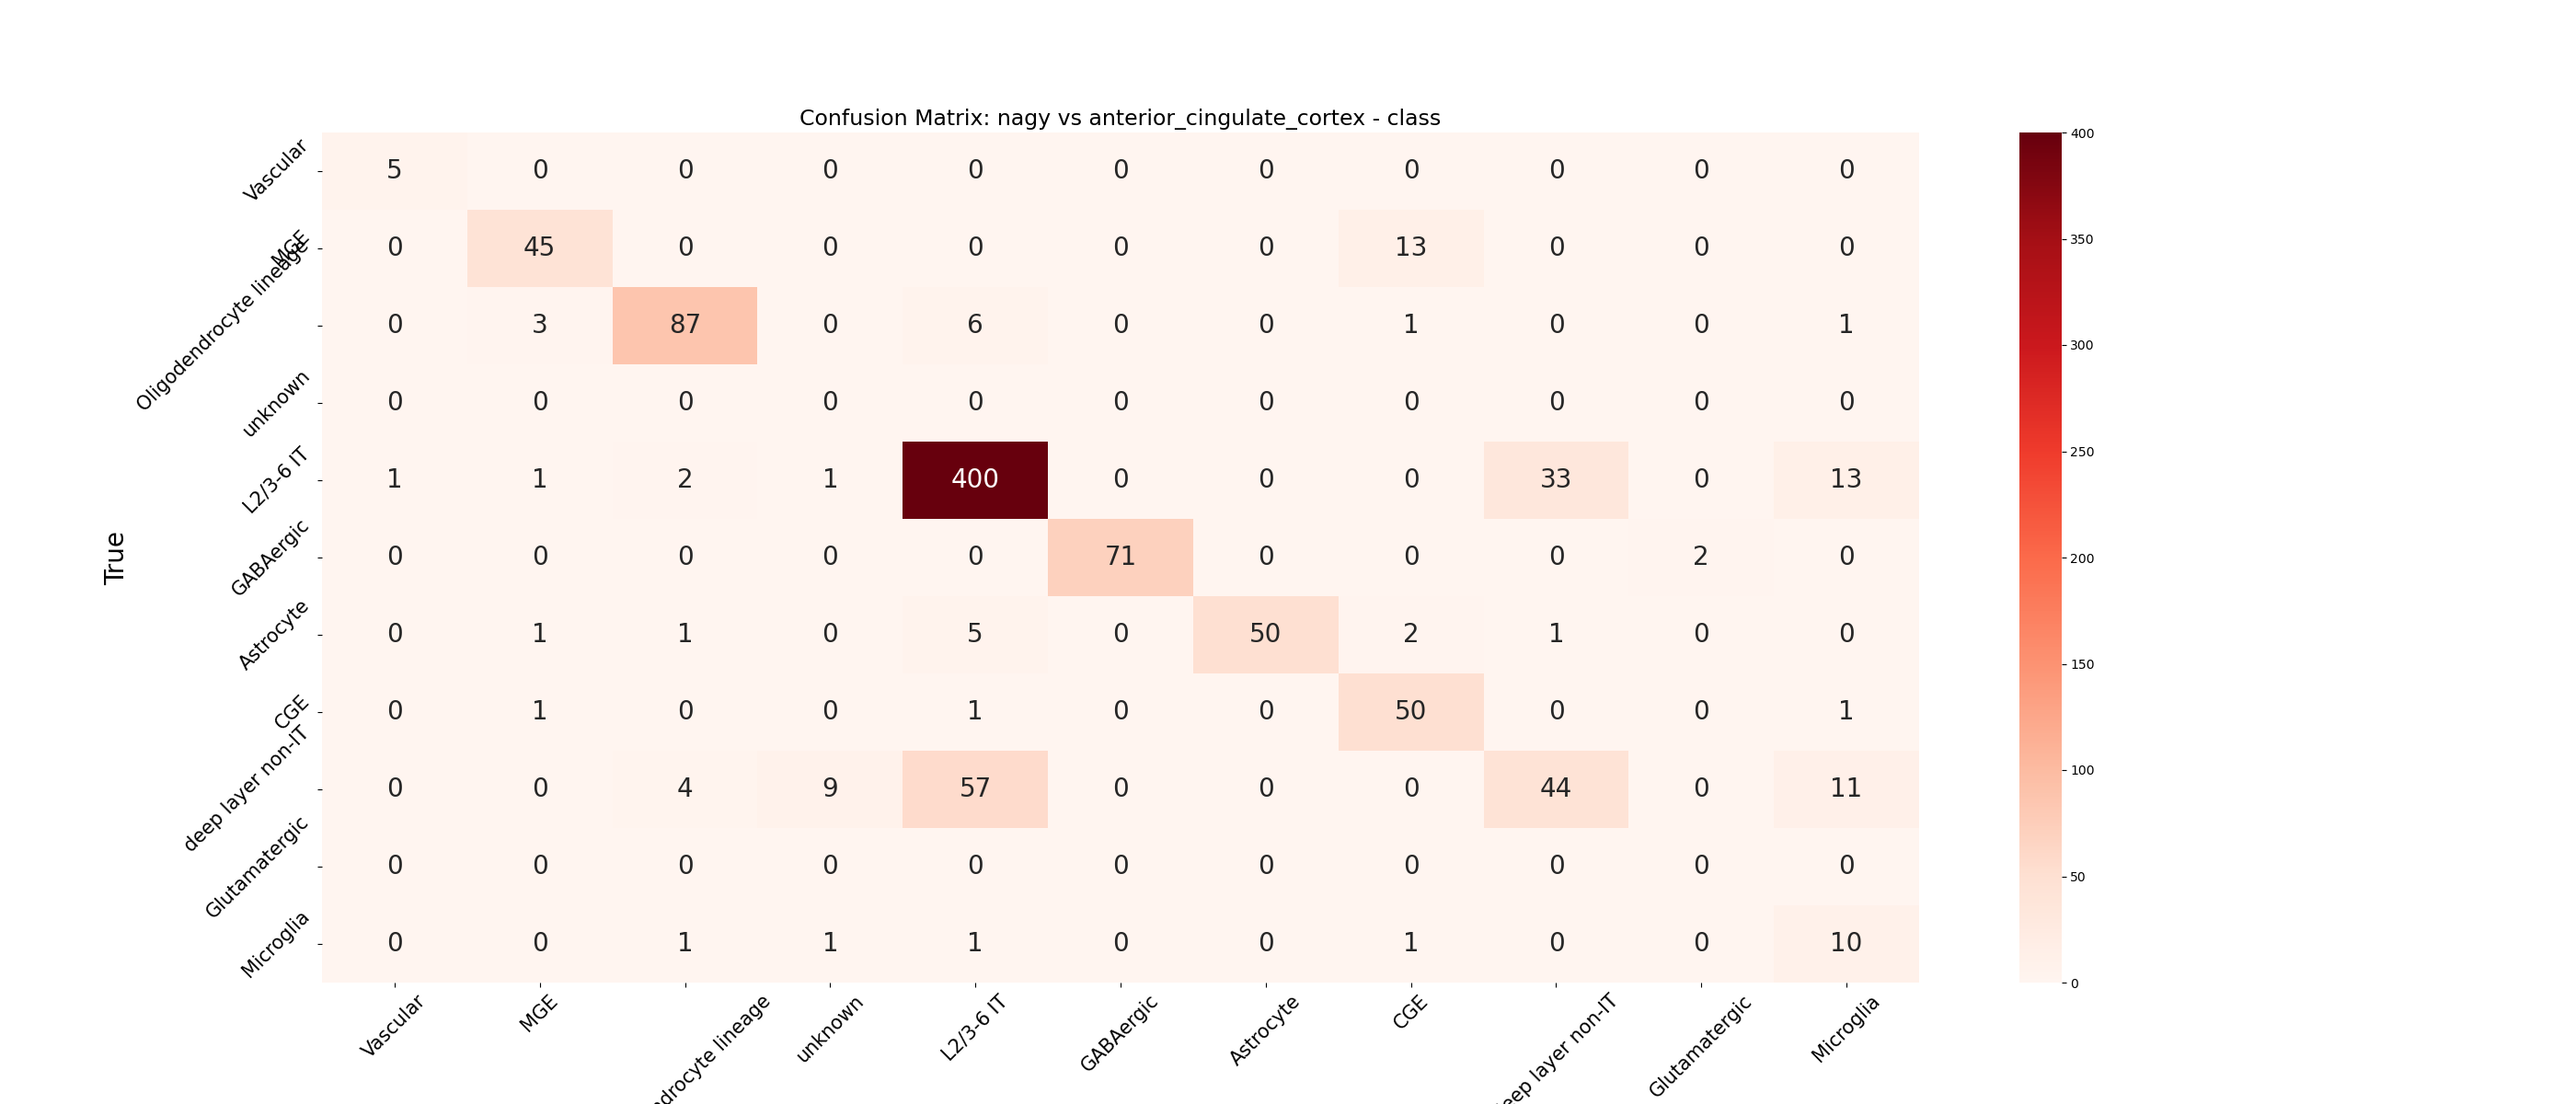 Confusion Matrix: nagy vs anterior_cingulate_cortex - class
True
Vascular 5 0 0 0 0 0 0 0 0 0 0
MGE 0 45 0 0 0 0 0 13 0 0 0
Oligodendrocyte lineage 0 3 87 0 6 0 0 1 0 0 1
unknown 0 0 0 0 0 0 0 0 0 0 0
L2/3-6 IT 1 1 2 1 400 0 0 0 33 0 13
GABAergic 0 0 0 0 0 71 0 0 0 2 0
Astrocyte 0 1 1 0 5 0 50 2 1 0 0
CGE 0 1 0 0 1 0 0 50 0 0 1
deep layer non-IT 0 0 4 9 57 0 0 0 44 0 11
Glutamatergic 0 0 0 0 0 0 0 0 0 0 0
Microglia 0 0 1 1 1 0 0 1 0 0 10
Vascular MGE ndrocyte lineage unknown L2/3-6 IT GABAergic Astrocyte CGE eep layer non-IT Glutamatergic Microglia
400
350
300
250
200
150
100
50
0